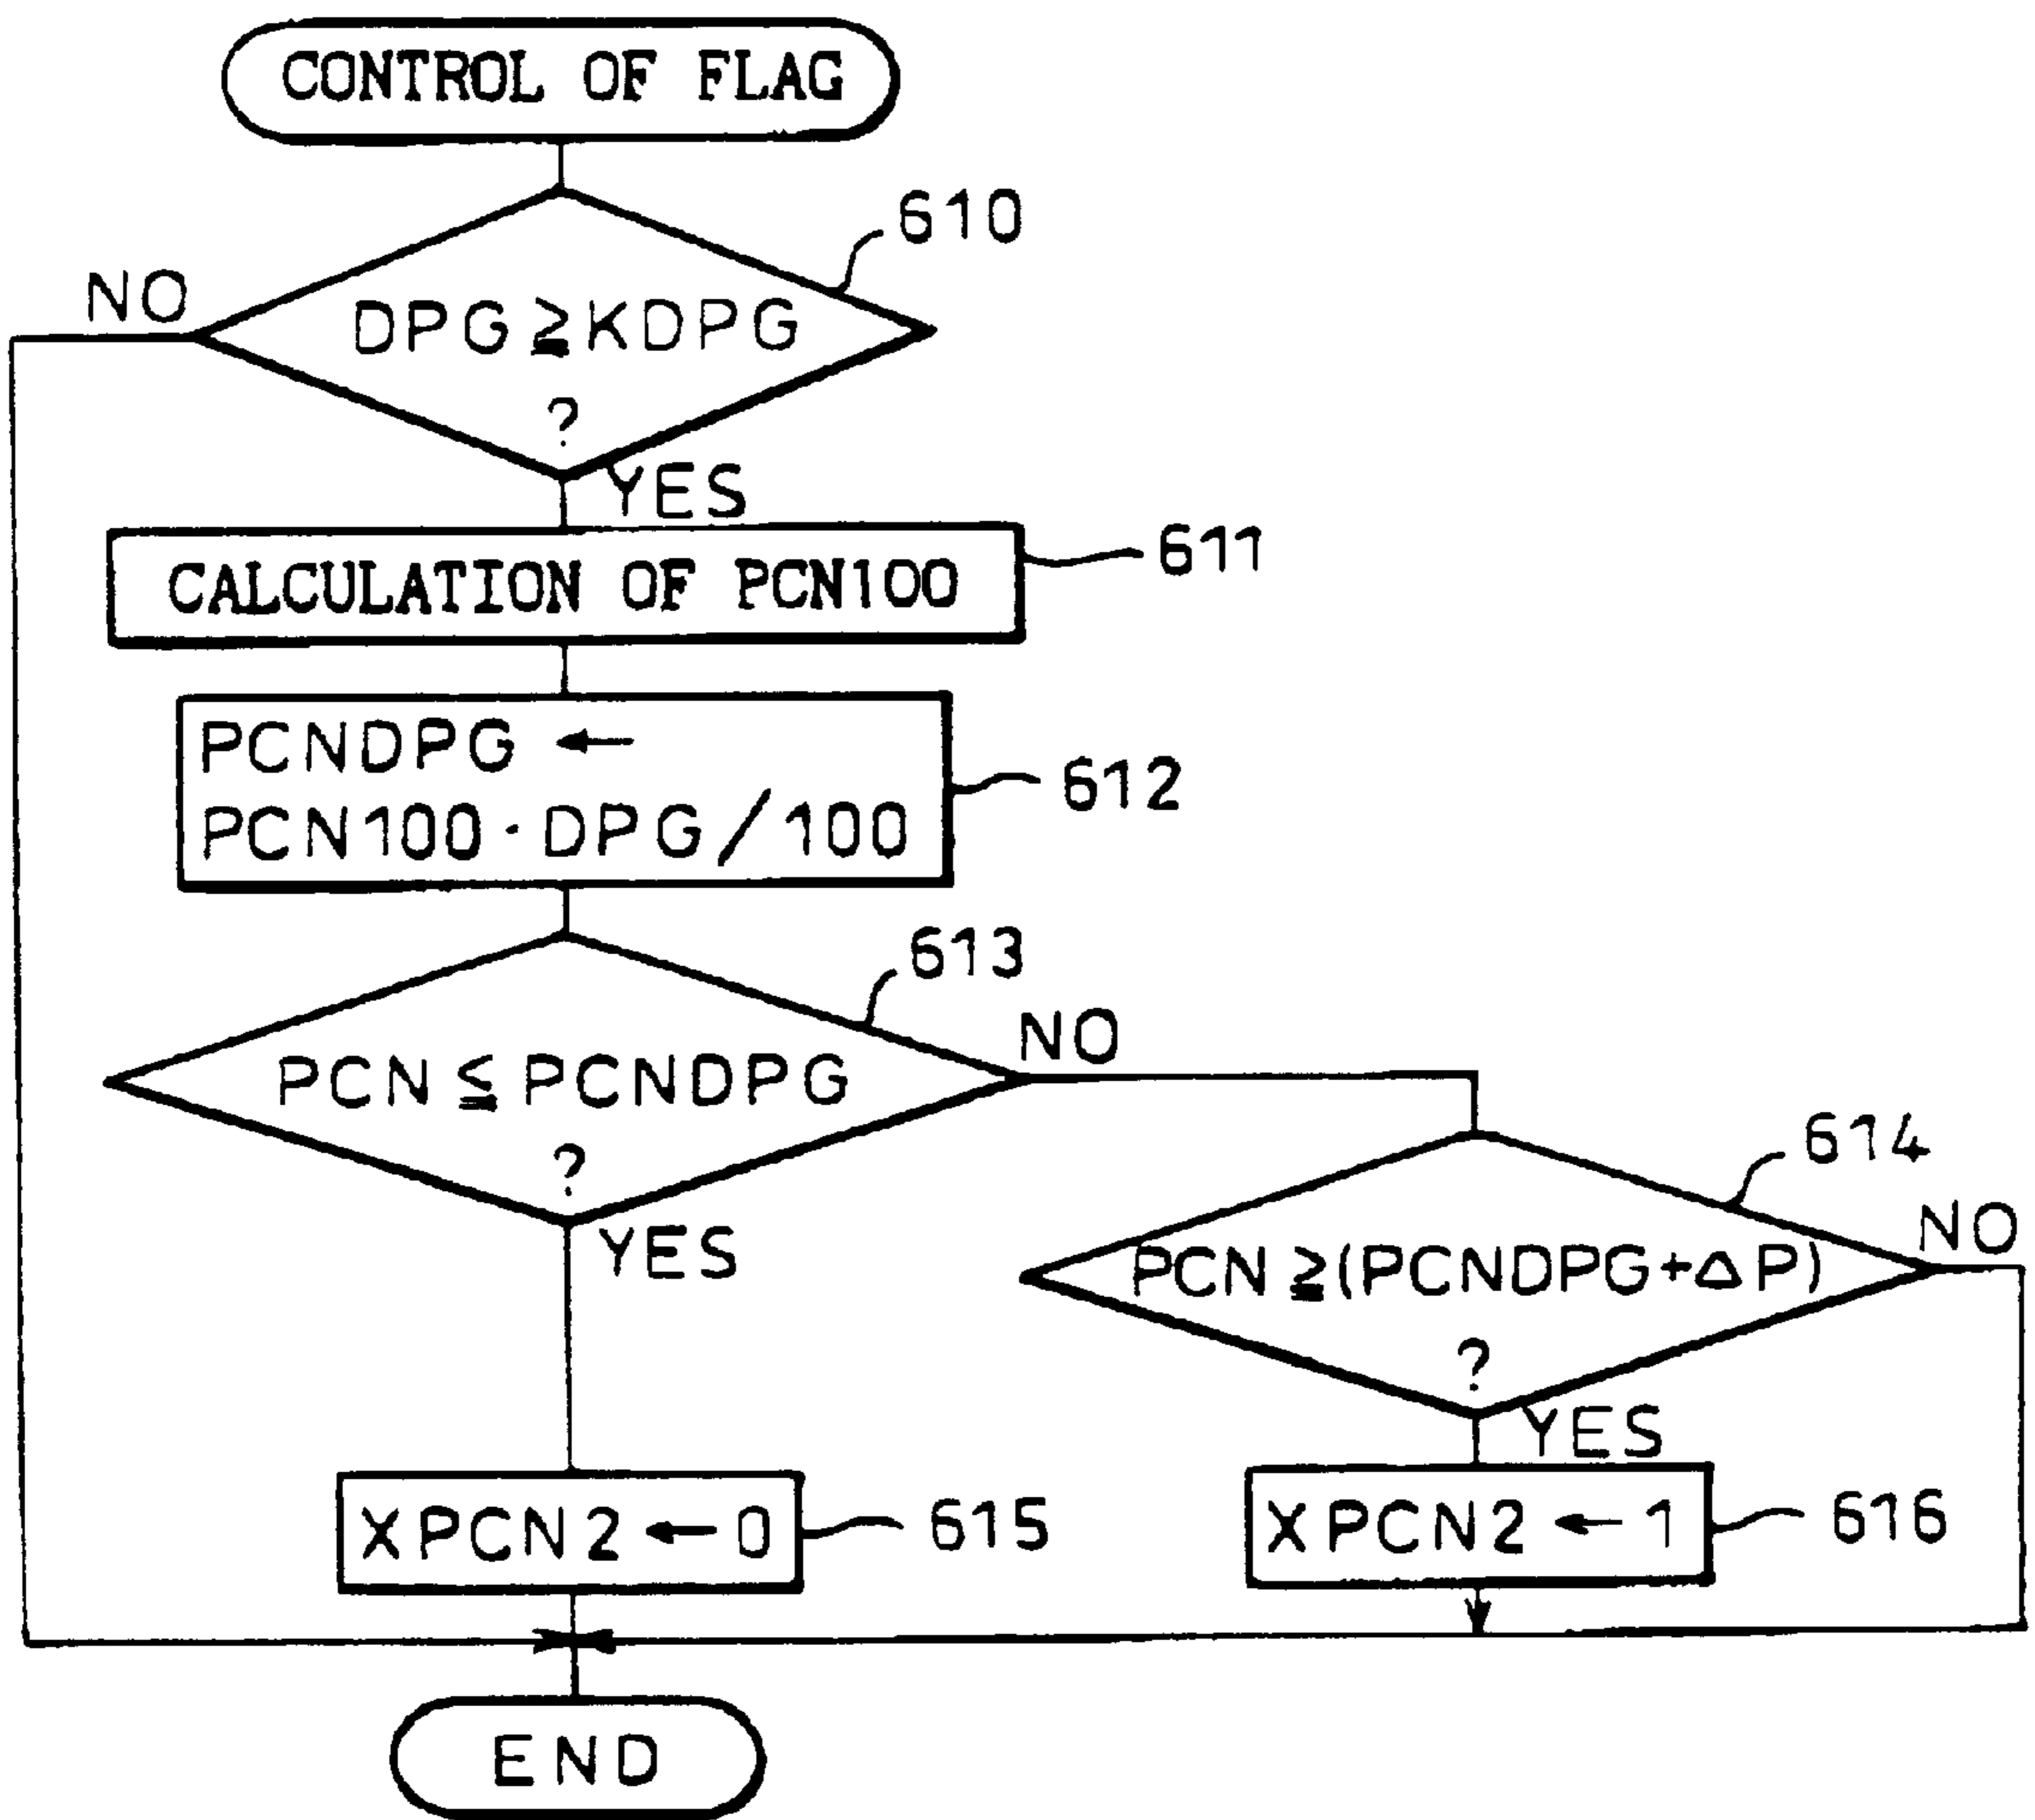 CONTROL OF FLAG
610
NO
DPG ≧ KDPG
?
YES
611
CALCULATION OF PCN100
PCNDPG ←
PCN100 · DPG / 100
612
613
PCN ≦ PCNDPG
?
NO
YES
614
PCN ≧ (PCNDPG + Δ P)
?
NO
YES
XPCN2 ← 0
615
XPCN2 ← 1
616
END